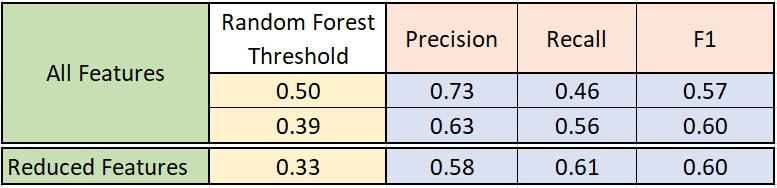 All Features
Random Forest
Threshold
Precision
Recall
F1
0.50 0.73 0.46 0.57
0.39 0.63 0.56 0.60
Reduced Features 0.33 0.58 0.61 0.60